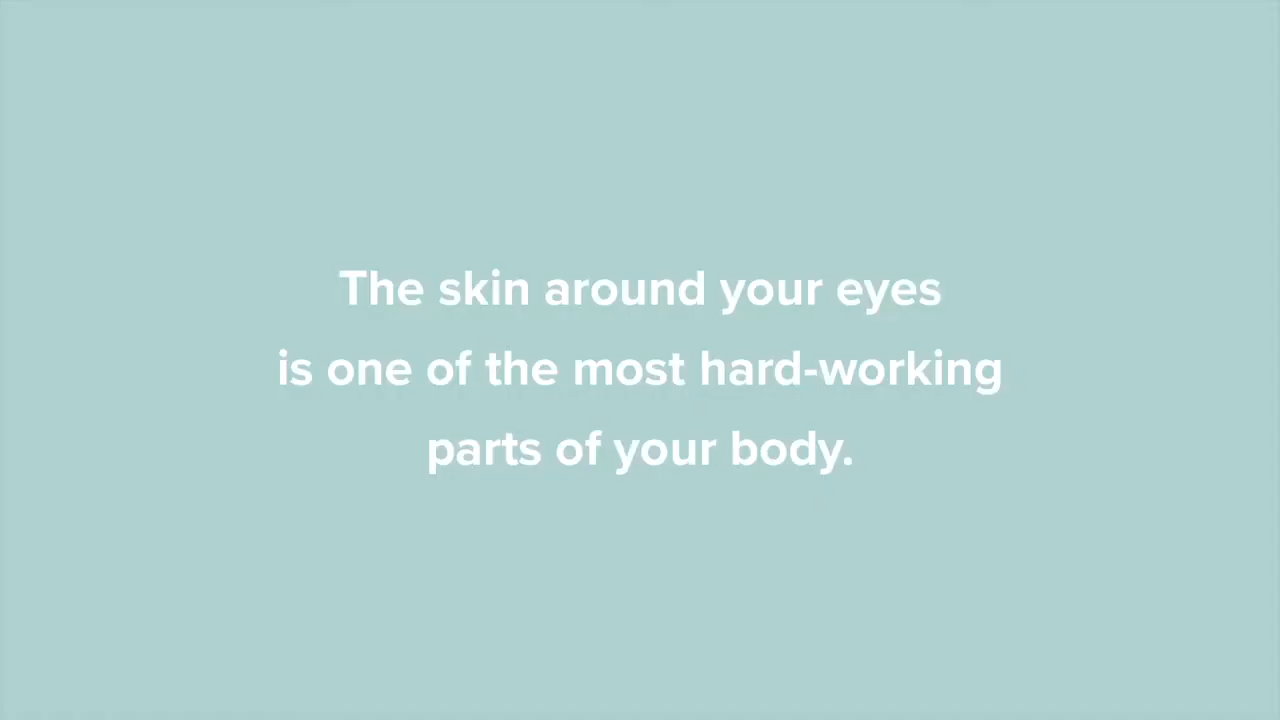 The skin around your eyes
is one of the most hard-working
parts of your body.